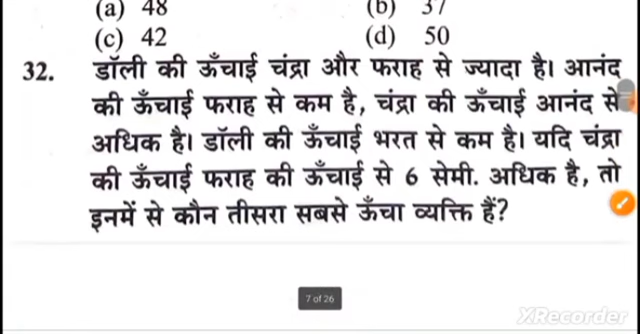 (a) 48 (b) 37
(c) 42 (d) 50
32. डॉली की ऊँचाई चंद्रा और फराह से ज्यादा है। आनंद
की ऊँचाई फराह से कम है, चंद्रा की ऊँचाई आनंद से
अधिक है। डॉली की ऊँचाई भरत से कम है। यदि चंद्रा
की ऊँचाई फराह की ऊँचाई से 6 सेमी. अधिक है, तो
इनमें से कौन तीसरा सबसे ऊँचा व्यक्ति हैं?
7 of 26
XRecorder